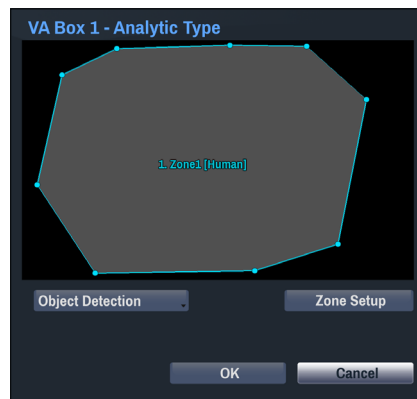 VA Box 1 - Analytic Type
1. Zone1 [Human]
Object Detection
Zone Setup
OK
Cancel